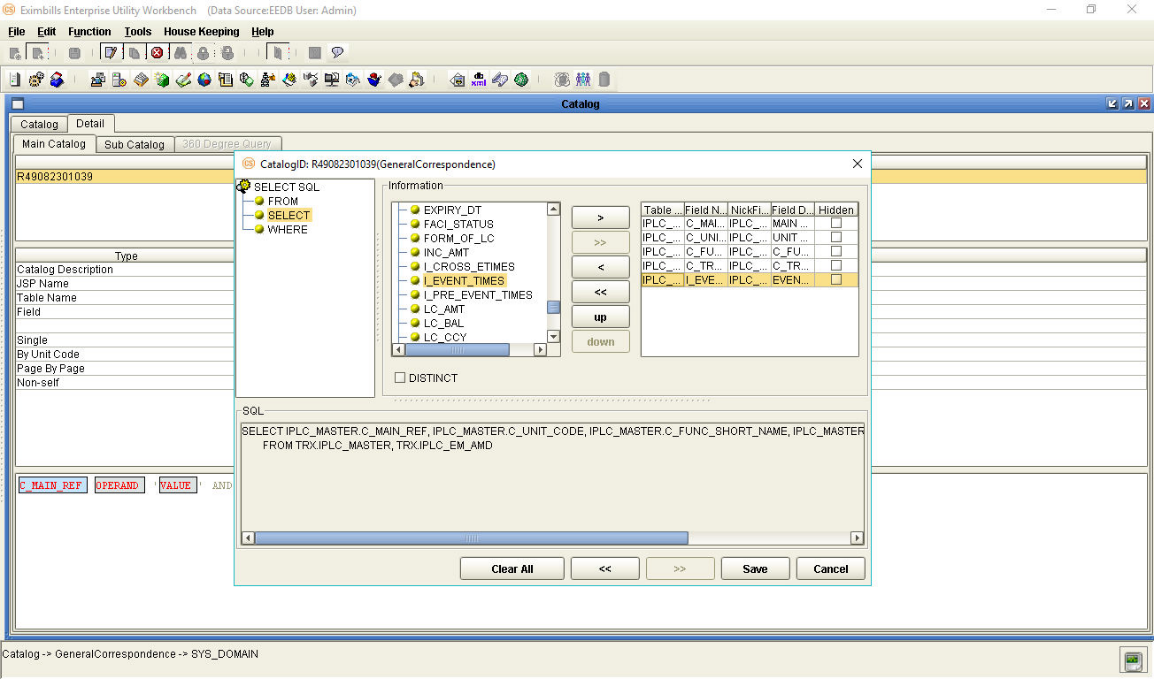 Eximbills Enterprise Utility Workbench (Data Source:EEDB User: Admin)
File Edit Function Tools House Keeping Help
Catalog
Catalog Detail
Main Catalog Sub Catalog 360 Degree Query
R49082301039
Type
Catalog Description
JSP Name
Table Name
Field
Single
By Unit Code
Page By Page
Non-self
C_MAIN_REF OPERAND 'VALUE' AND
CatalogID: R49082301039(GeneralCorrespondence)
SELECT SQL
FROM
SELECT
WHERE
Information
EXPIRY_DT
FACI_STATUS
FORM_OF_LC
INC_AMT
I_CROSS_ETIMES
I_EVENT_TIMES
I_PRE_EVENT_TIMES
LC_AMT
LC_BAL
LC_CCY
>
>>
<
<<
up
down
Table ... Field N... NickFi... Field D... Hidden
IPLC_... C_MAI... IPLC_... MAIN ...
IPLC_... C_UNI... IPLC_... UNIT ...
IPLC_... C_FU... IPLC_... C_FU...
IPLC_... C_TR... IPLC_... C_TR...
IPLC_... I_EVE... IPLC_... EVEN...
DISTINCT
SQL
SELECT IPLC_MASTER.C_MAIN_REF, IPLC_MASTER.C_UNIT_CODE, IPLC_MASTER.C_FUNC_SHORT_NAME, IPLC_MASTER
FROM TRX.IPLC_MASTER, TRX.IPLC_EM_AMD
Clear All << >> Save Cancel
Catalog -> GeneralCorrespondence -> SYS_DOMAIN